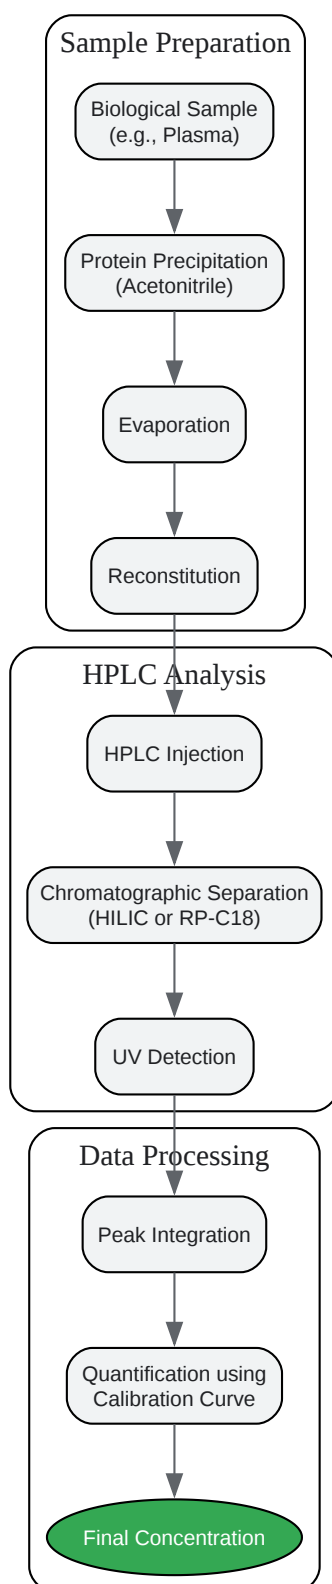 Sample Preparation
Biological Sample
(e.g., Plasma)
Protein Precipitation
(Acetonitrile)
Evaporation
Reconstitution
HPLC Analysis
HPLC Injection
Chromatographic Separation
(HILIC or RP-C18)
UV Detection
Data Processing
Peak Integration
Quantification using
Calibration Curve
Final Concentration